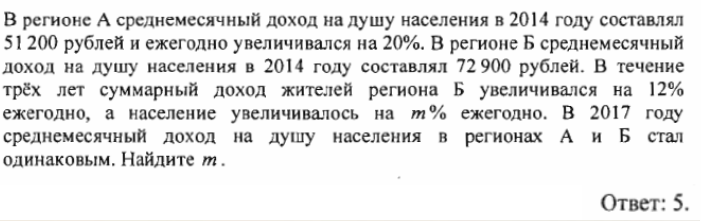 В регионе А среднемесячный доход на душу населения в 2014 году составлял
51 200 рублей и ежегодно увеличивался на 20%. В регионе Б среднемесячный
доход на душу населения в 2014 году составлял 72 900 рублей. В течение
трёх лет суммарный доход жителей региона Б увеличивался на 12%
ежегодно, а население увеличивалось на m% ежегодно. В 2017 году
среднемесячный доход на душу населения в регионах А и Б стал
одинаковым. Найдите m.
Ответ: 5.